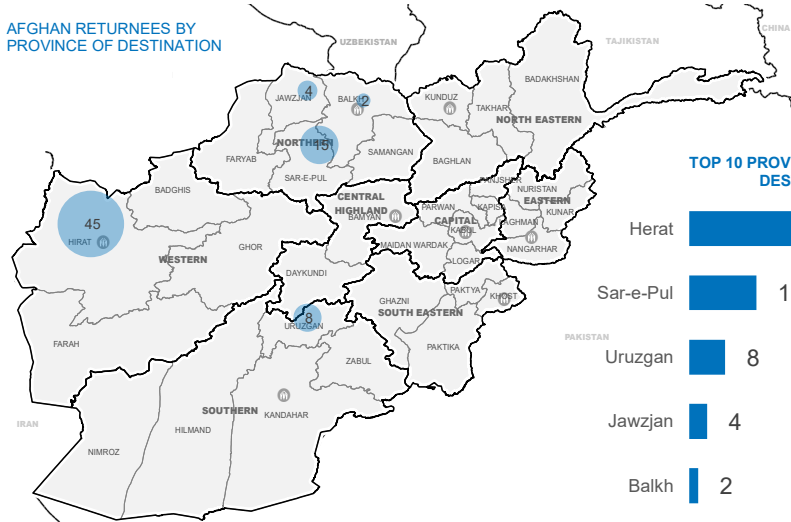 AFGHAN RETURNEES BY
PROVINCE OF DESTINATION
UZBEKISTAN
TAJIKISTAN
CHINA
BADAKHSHAN
JAWZJAN
4
BALKH
2
KUNDUZ
TAKHAR
NORTH EASTERN
NORTHERN
15
FARYAB
SAMANGAN
BAGHLAN
SAR-E-PUL
TOP 10 PROV
DES
BADGHIS
PANJSHER
NURISTAN
EASTERN
CENTRAL
HIGHLAND
BAMYAN
PARWAN
KAPISA
KUNAR
45
HIRAT
CAPITAL
KABUL
LAGHMAN
Herat
GHOR
MAIDAN WARDAK
NANGARHAR
WESTERN
LOGAR
DAYKUNDI
PAKTYA
KHOST
GHAZNI
SOUTH EASTERN
Sar-e-Pul
1
8
URUZGAN
PAKISTAN
FARAH
PAKTIKA
ZABUL
Uruzgan
8
SOUTHERN
KANDAHAR
IRAN
HILMAND
NIMROZ
Jawzjan
4
Balkh
2